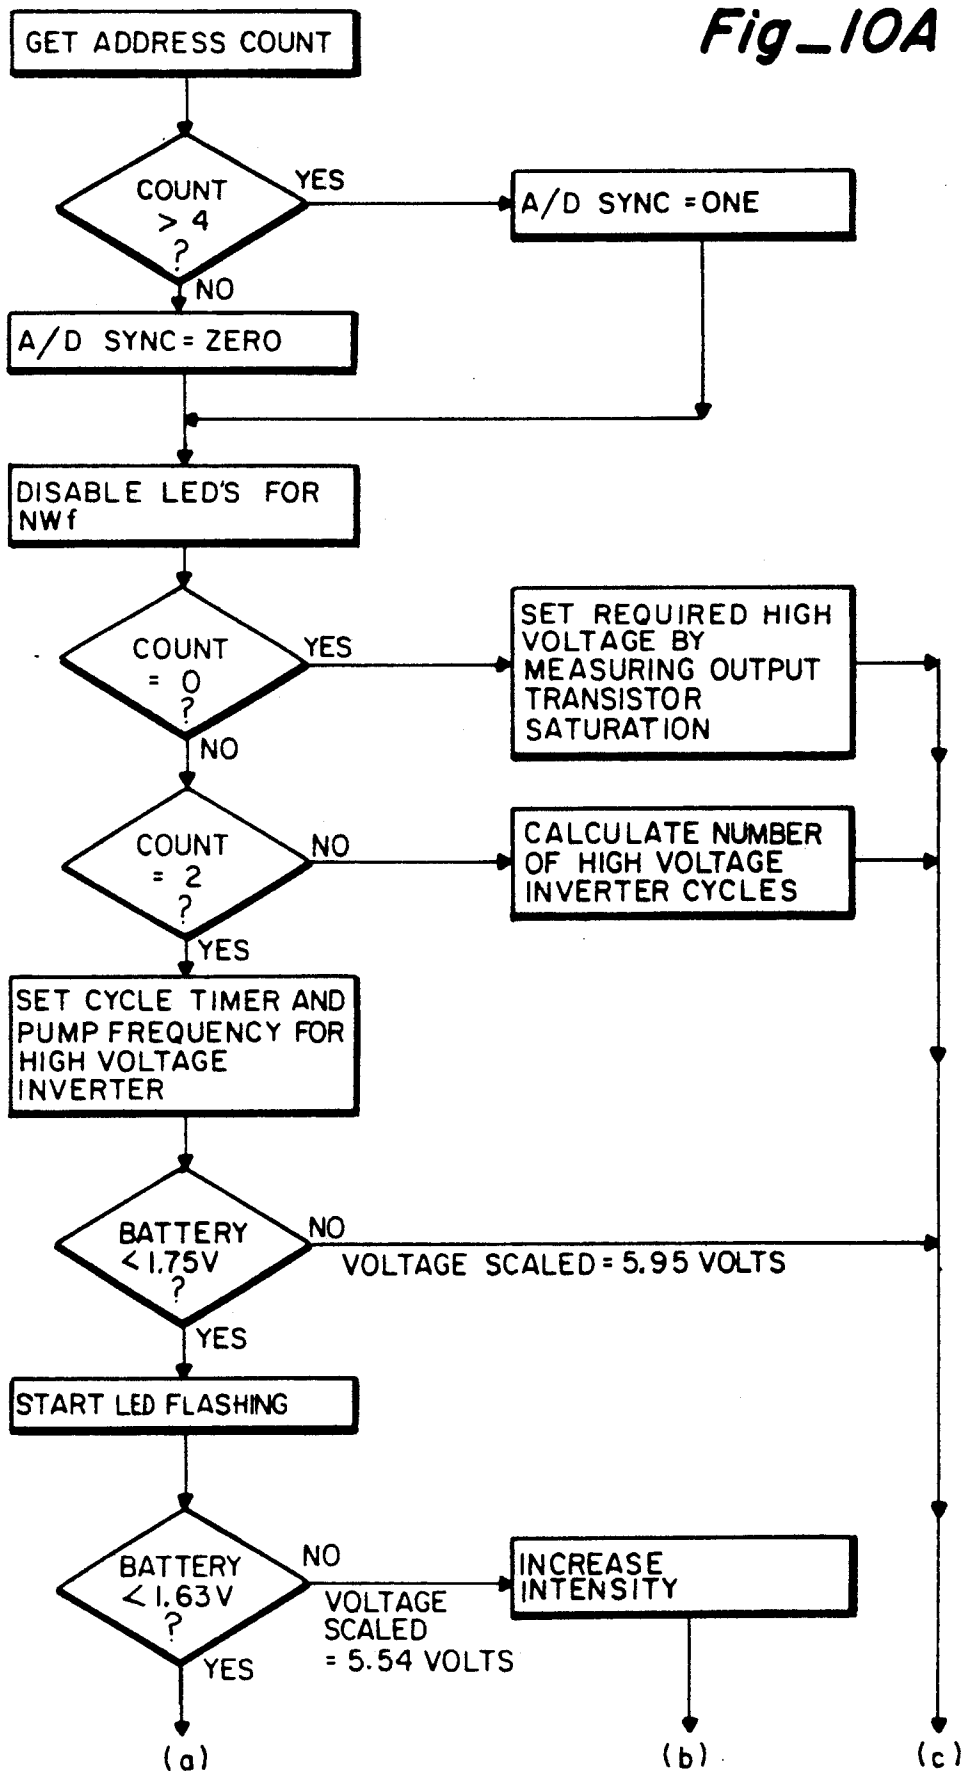 Fig_10A
GET ADDRESS COUNT
COUNT
> 4
?
YES
A/D SYNC = ONE
NO
A/D SYNC = ZERO
DISABLE LED'S FOR
NWf
COUNT
= 0
?
YES
SET REQUIRED HIGH
VOLTAGE BY
MEASURING OUTPUT
TRANSISTOR
SATURATION
NO
COUNT
= 2
?
NO
CALCULATE NUMBER
OF HIGH VOLTAGE
INVERTER CYCLES
YES
SET CYCLE TIMER AND
PUMP FREQUENCY FOR
HIGH VOLTAGE
INVERTER
BATTERY
< 1.75V
?
NO
VOLTAGE SCALED = 5.95 VOLTS
YES
START LED FLASHING
BATTERY
< 1.63V
?
NO
VOLTAGE
SCALED
= 5.54 VOLTS
INCREASE
INTENSITY
YES
(a)
(b)
(c)